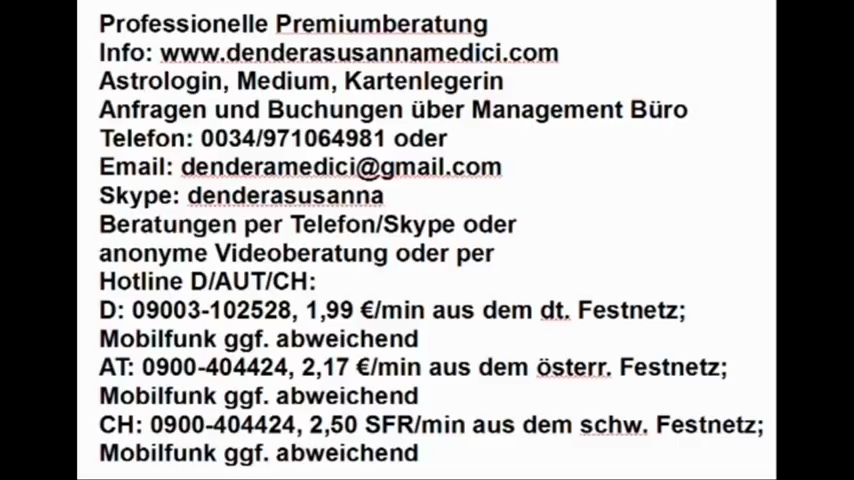 Professionelle Premiumberatung
Info: www.denderasusannamedici.com
Astrologin, Medium, Kartenlegerin
Anfragen und Buchungen über Management Büro
Telefon: 0034/971064981 oder
Email: denderamedici@gmail.com
Skype: denderasusanna
Beratungen per Telefon/Skype oder
anonyme Videoberatung oder per
Hotline D/AUT/CH:
D: 09003-102528, 1,99 €/min aus dem dt. Festnetz;
Mobilfunk ggf. abweichend
AT: 0900-404424, 2,17 €/min aus dem österr. Festnetz;
Mobilfunk ggf. abweichend
CH: 0900-404424, 2,50 SFR/min aus dem schw. Festnetz;
Mobilfunk ggf. abweichend